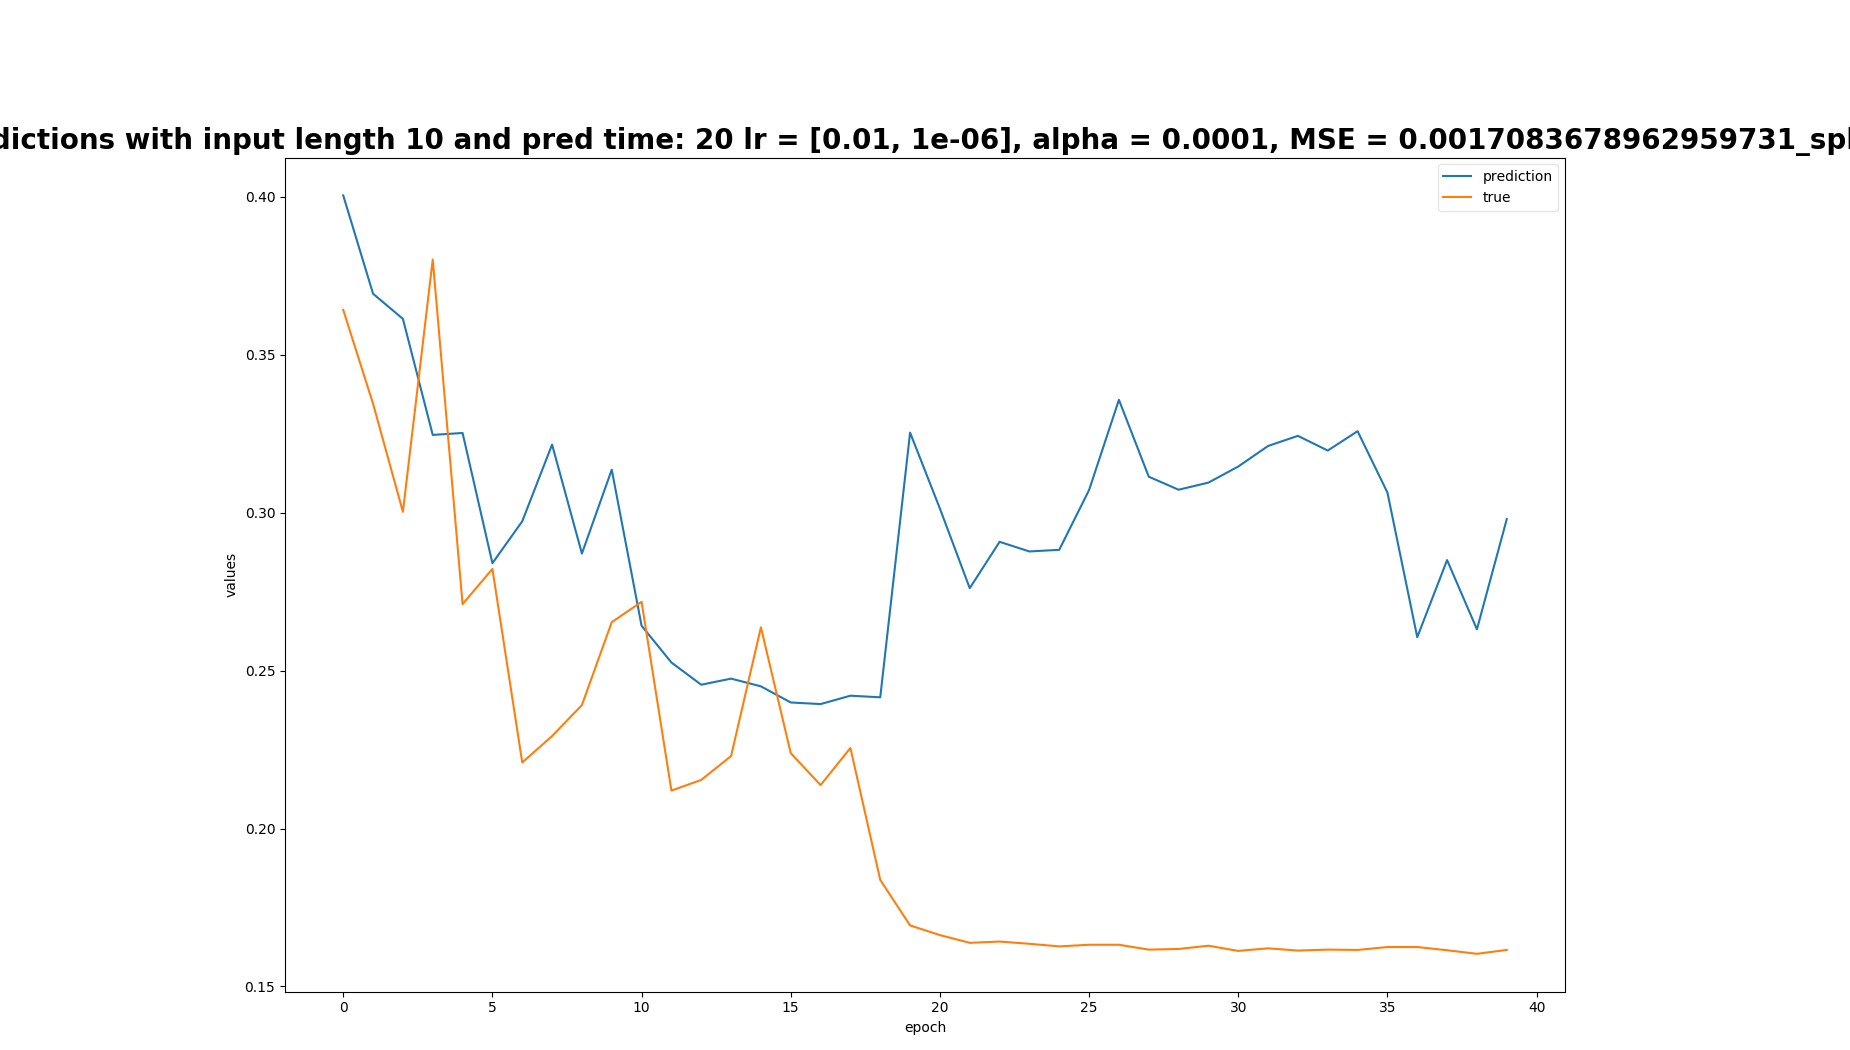 dictions with input length 10 and pred time: 20 lr = [0.01, 1e-06], alpha = 0.0001, MSE = 0.0017083678962959731_spl
prediction
true
0.40
0.35
0.30
0.25
0.20
0.15
values
0 5 10 15 20 25 30 35 40
epoch